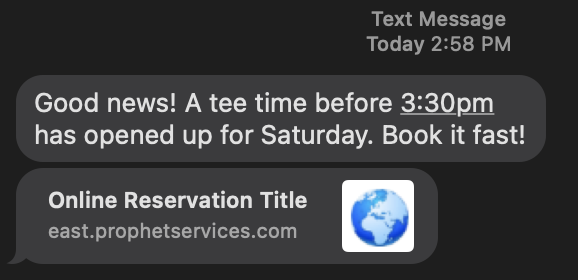 Text Message
Today 2:58 PM
Good news! A tee time before 3:30pm
has opened up for Saturday. Book it fast!
Online Reservation Title
east.prophetservices.com